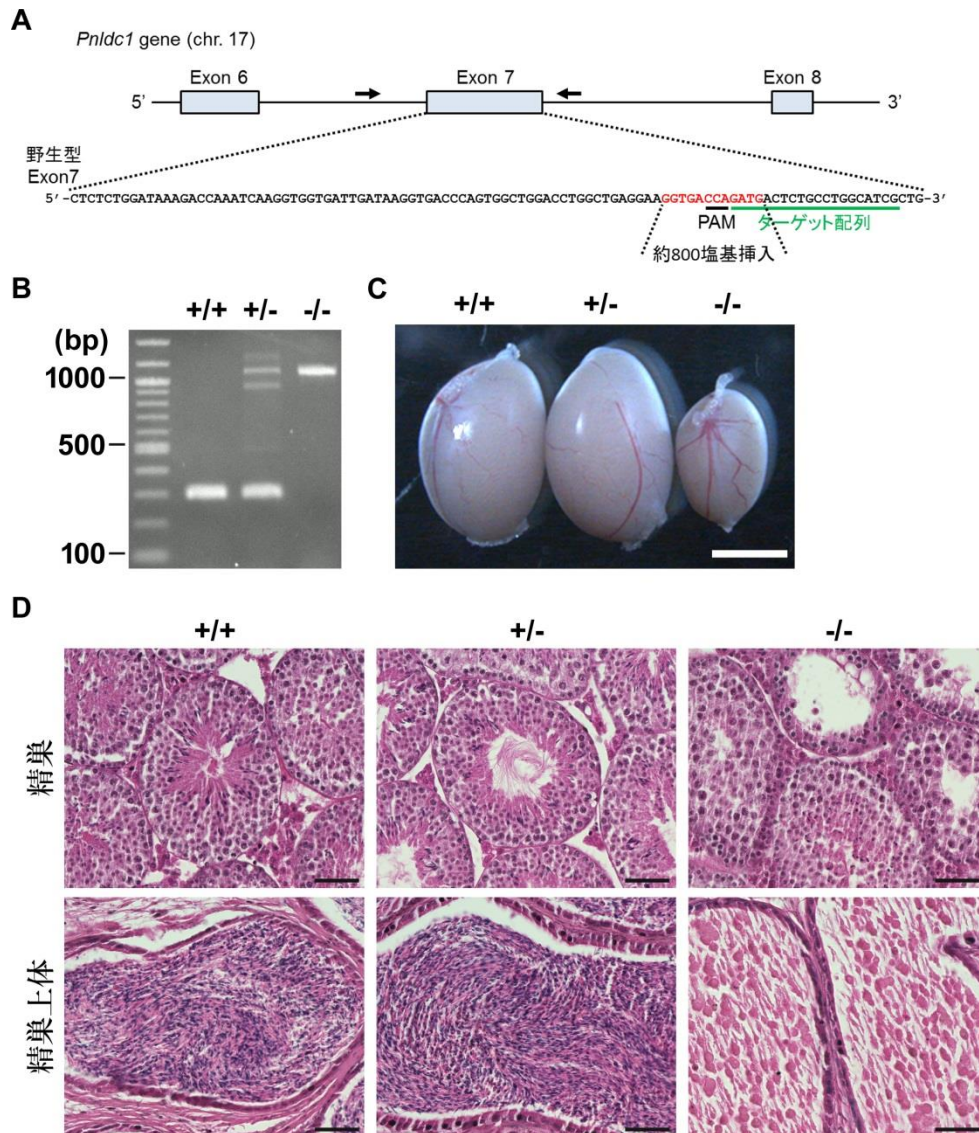 A
Pnldc1 gene (chr. 17)
Exon 6 Exon 7 Exon 8
5’ 3’
野生型
Exon7
5’-CTCTCTGGATAAAGACCAAATCAAGGTGGTGATTGATAAGGTGACCCAGTGGCTGGACCTGGCTGAGGAAGGTGACCAGATGACTCTGCCTGGCATCGCTG-3’
PAM ターゲット配列
約800塩基挿入
B
+/+ +/- -/-
(bp)
1000
500
100
C
+/+ +/- -/-
D
+/+ +/- -/-
精巣
精巣上体